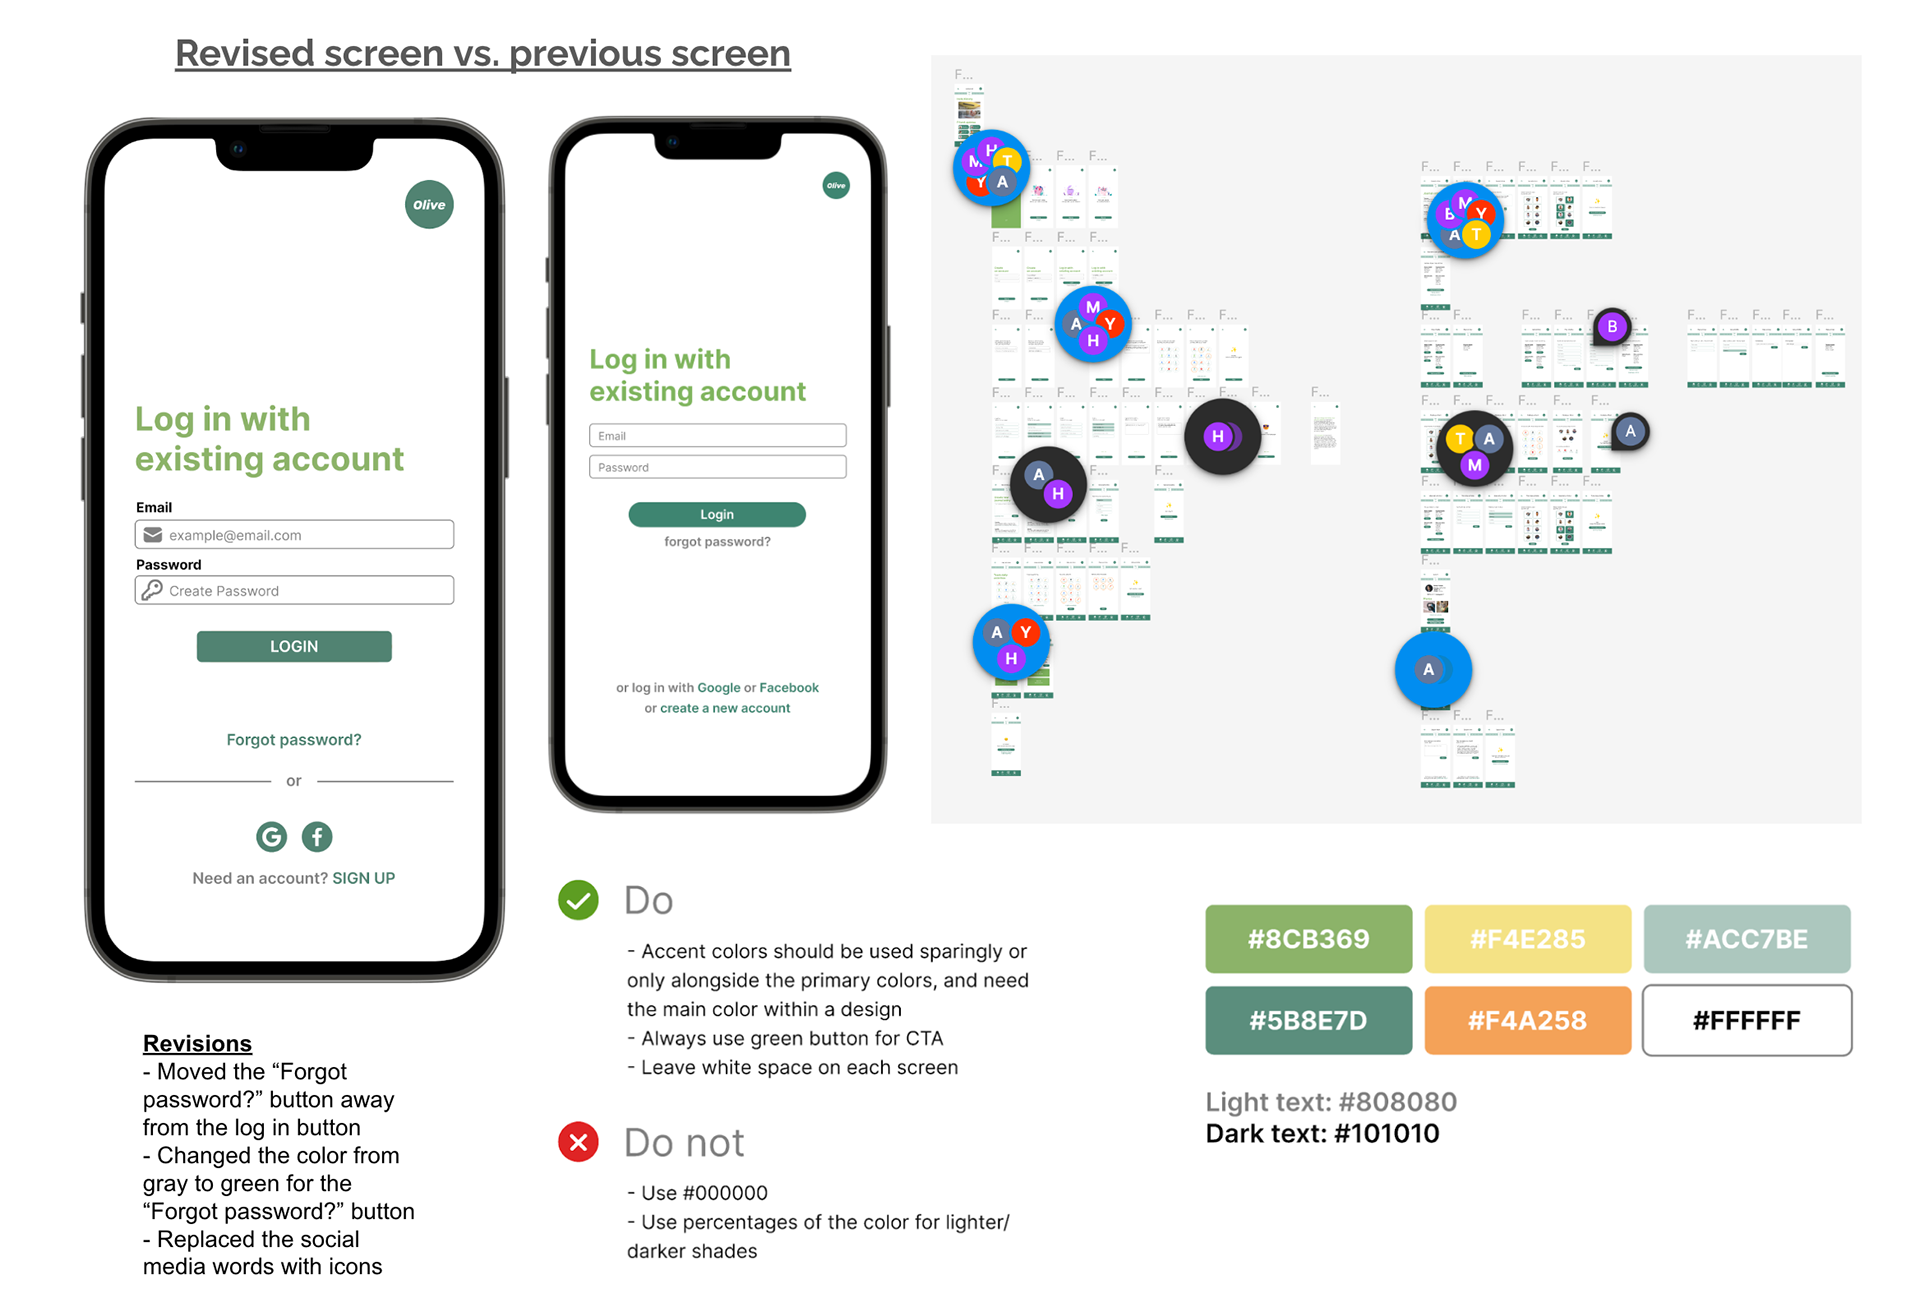 Revised screen vs. previous screen
Olive
Log in with
existing account
Email
example@email.com
Password
Create Password
LOGIN
Forgot password?
or
G f
Need an account? SIGN UP
Olive
Log in with
existing account
Email
Password
Login
forgot password?
or log in with Google or Facebook
or create a new account
Revisions
- Moved the “Forgot
password?” button away
from the log in button
- Changed the color from
gray to green for the
“Forgot password?” button
- Replaced the social
media words with icons
F...
M H T
Y A
F... F... F...
F... F... F... F...
M
A Y
H
F... F... F... F... F...
F... F... F... F... F... F...
H
F...
A
H
F... F...
F... F... F... F... F...
A Y
H
F...
F... F... F... F... F... F...
B M Y
A T
F... F... F... F... F...
B
F... F... F... F... F...
F... F... F... F... F... F...
T A
M
A
F... F... F... F... F... F...
F...
A
F... F... F...
Do
- Accent colors should be used sparingly or
only alongside the primary colors, and need
the main color within a design
- Always use green button for CTA
- Leave white space on each screen
Do not
- Use #000000
- Use percentages of the color for lighter/
darker shades
#8CB369 #F4E285 #ACC7BE
#5B8E7D #F4A258 #FFFFFF
Light text: #808080
Dark text: #101010